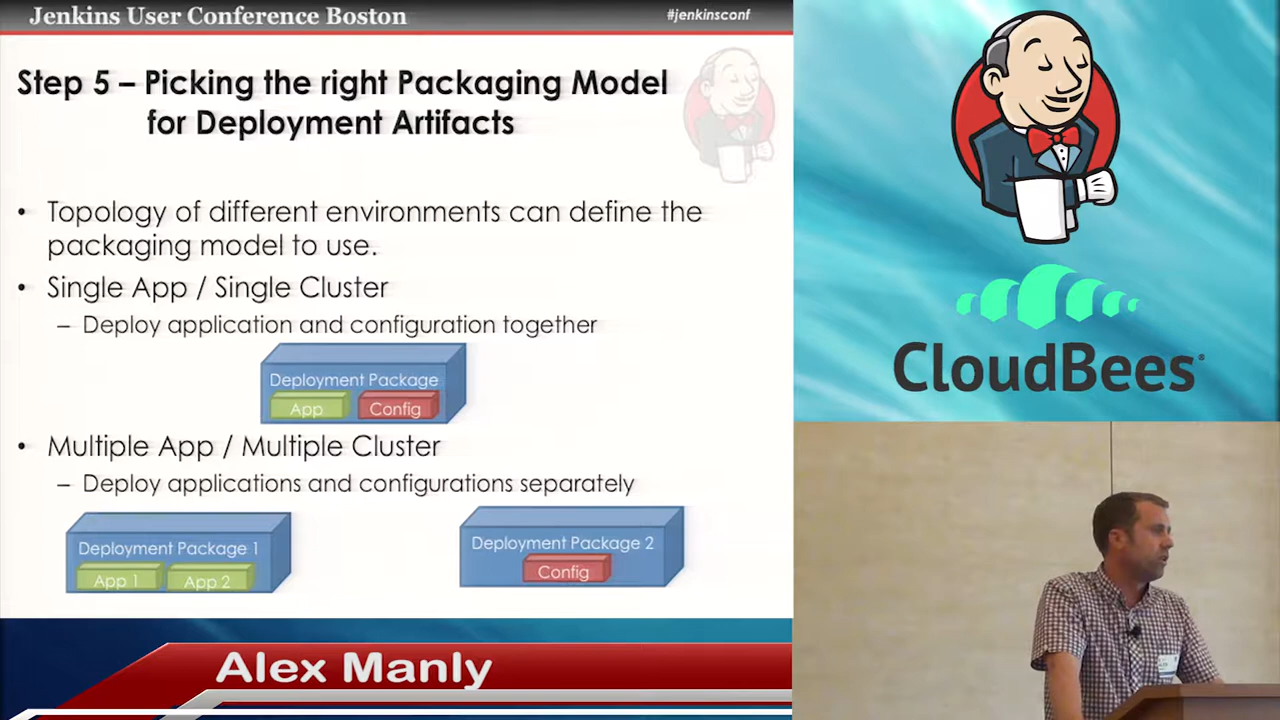 Jenkins User Conference Boston
#jenkinsconf
Step 5 – Picking the right Packaging Model
for Deployment Artifacts
• Topology of different environments can define the
packaging model to use.
• Single App / Single Cluster
– Deploy application and configuration together
Deployment Package
App
Config
• Multiple App / Multiple Cluster
– Deploy applications and configurations separately
Deployment Package 1
App 1
App 2
Deployment Package 2
Config
Alex Manly
CloudBees